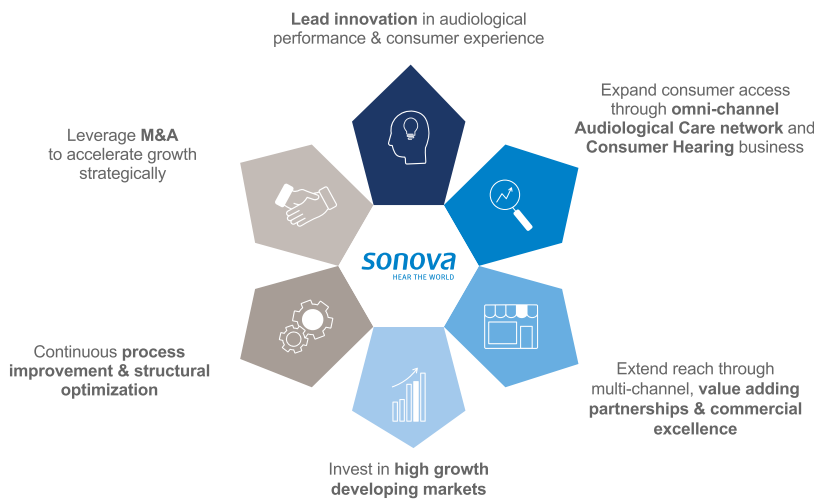 Lead innovation in audiological
performance & consumer experience
Expand consumer access
through omni-channel
Audiological Care network and
Consumer Hearing business
Leverage M&A
to accelerate growth
strategically
sonova
HEAR THE WORLD
Continuous process
improvement & structural
optimization
Extend reach through
multi-channel, value adding
partnerships & commercial
excellence
Invest in high growth
developing markets